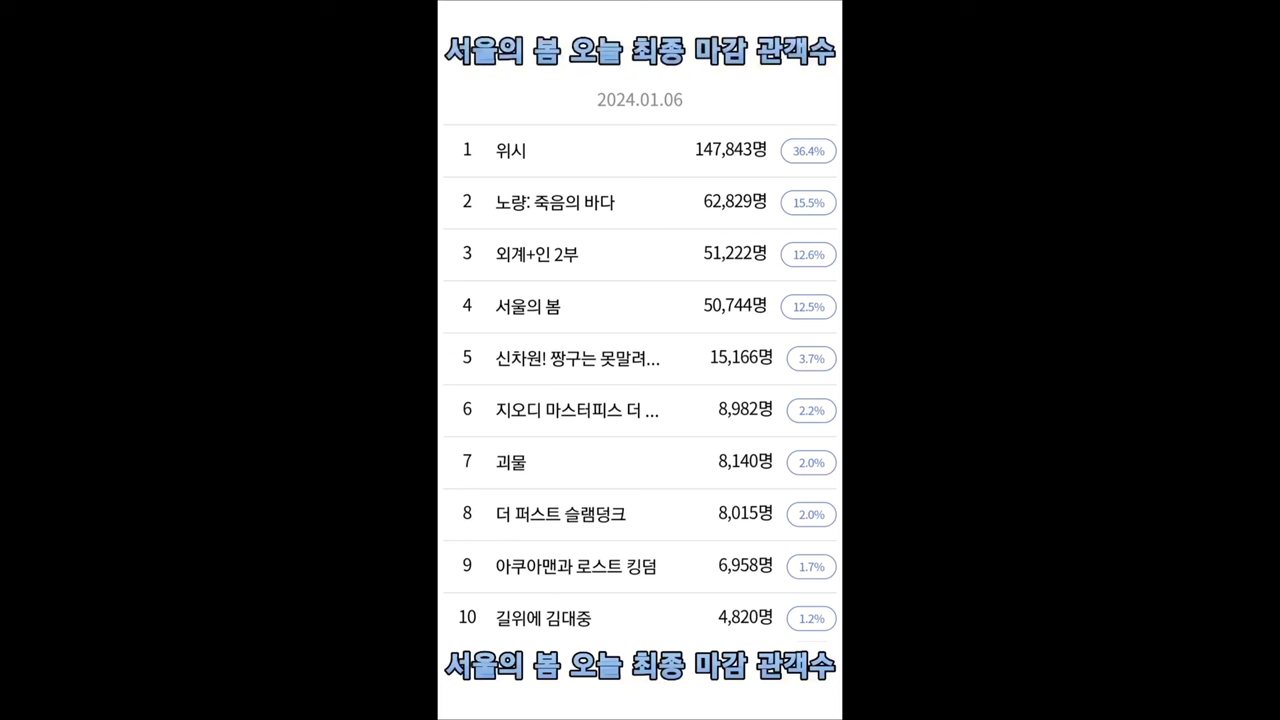 서울의 봄 오늘 최종 마감 관객수
2024.01.06
1 위시 147,843명 36.4%
2 노량: 죽음의 바다 62,829명 15.5%
3 외계+인 2부 51,222명 12.6%
4 서울의 봄 50,744명 12.5%
5 신차원! 짱구는 못말려... 15,166명 3.7%
6 지오디 마스터피스 더 ... 8,982명 2.2%
7 괴물 8,140명 2.0%
8 더 퍼스트 슬램덩크 8,015명 2.0%
9 아쿠아맨과 로스트 킹덤 6,958명 1.7%
10 길위에 김대중 4,820명 1.2%
서울의 봄 오늘 최종 마감 관객수